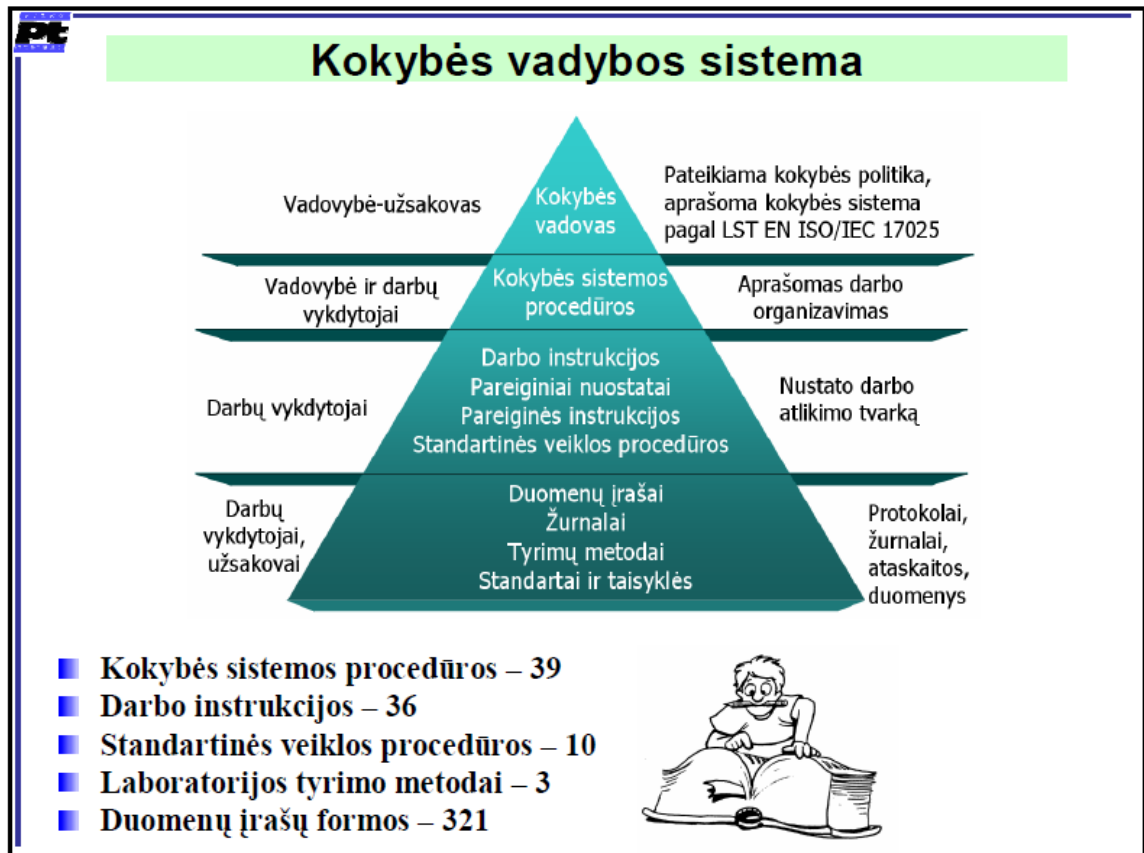 Pt
Kokybės vadybos sistema
Vadovybė-užsakovas
Kokybės
vadovas
Pateikiama kokybės politika,
aprašoma kokybės sistema
pagal LST EN ISO/IEC 17025
Vadovybė ir darbų
vykdytojai
Kokybės sistemos
procedūros
Aprašomas darbo
organizavimas
Darbų vykdytojai
Darbo instrukcijos
Pareiginiai nuostatai
Pareiginės instrukcijos
Standartinės veiklos procedūros
Nustato darbo
atlikimo tvarką
Darbų
vykdytojai,
užsakovai
Duomenų įrašai
Žurnalai
Tyrimų metodai
Standartai ir taisyklės
Protokolai,
žurnalai,
ataskaitos,
duomenys
Kokybės sistemos procedūros – 39
Darbo instrukcijos – 36
Standartinės veiklos procedūros – 10
Laboratorijos tyrimo metodai – 3
Duomenų įrašų formos – 321